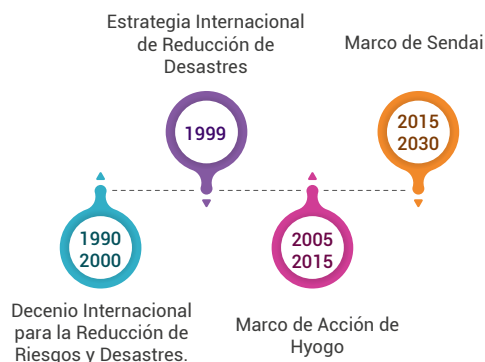 Estrategia Internacional
de Reducción de
Desastres
Marco de Sendai
1999
2015
2030
1990
2000
2005
2015
Decenio Internacional
para la Reducción de
Riesgos y Desastres.
Marco de Acción de
Hyogo